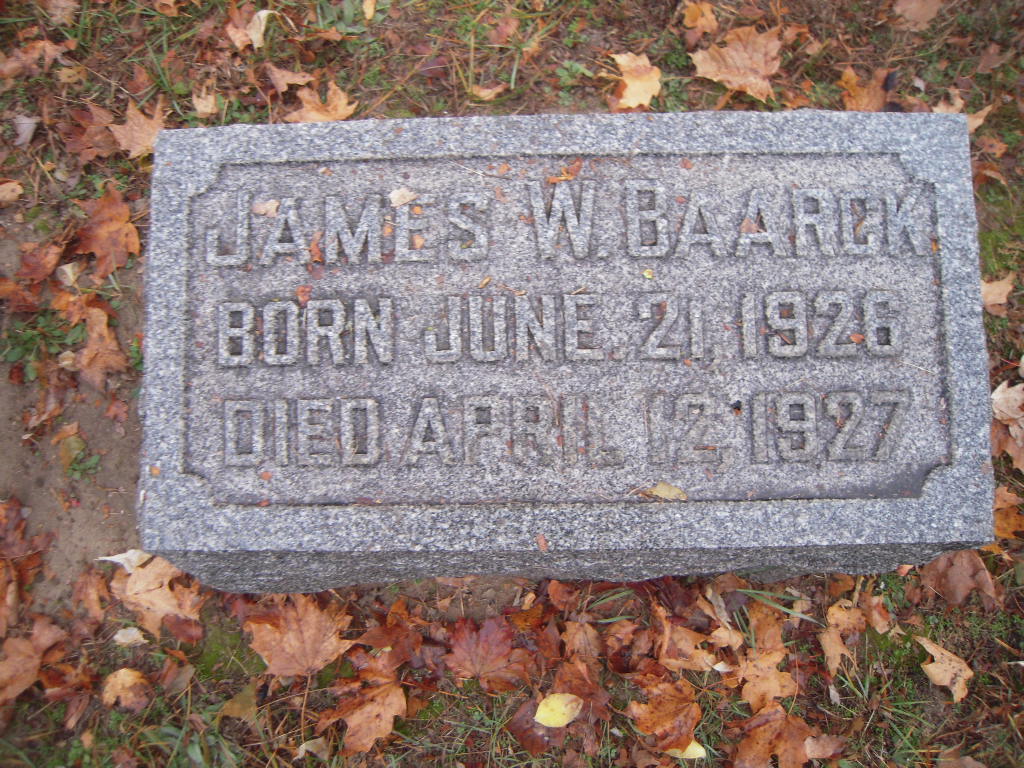 JAMES W. BAARCK
BORN JUNE. 21, 1926
DIED APRIL 12, 1927